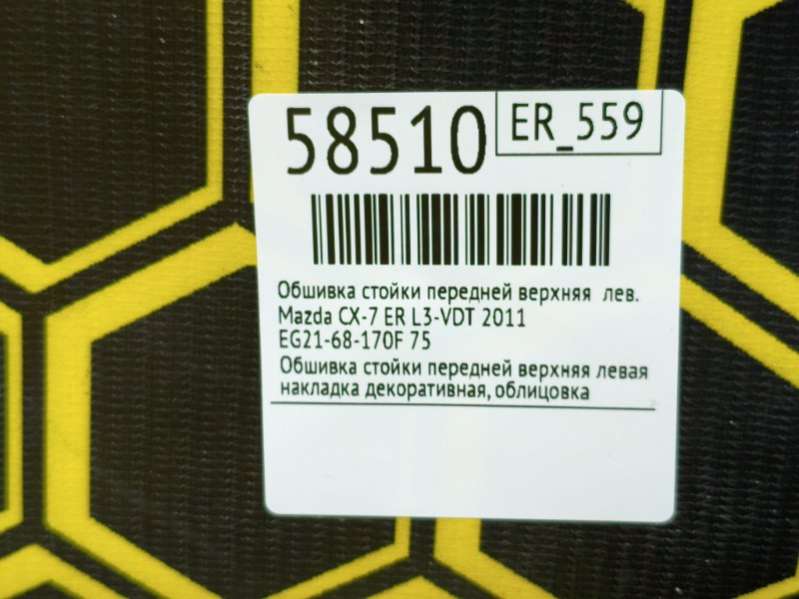 58510
ER_559
Обшивка стойки передней верхняя лев.
Mazda CX-7 ER L3-VDT 2011
EG21-68-170F 75
Обшивка стойки передней верхняя левая
накладка декоративная, облицовка